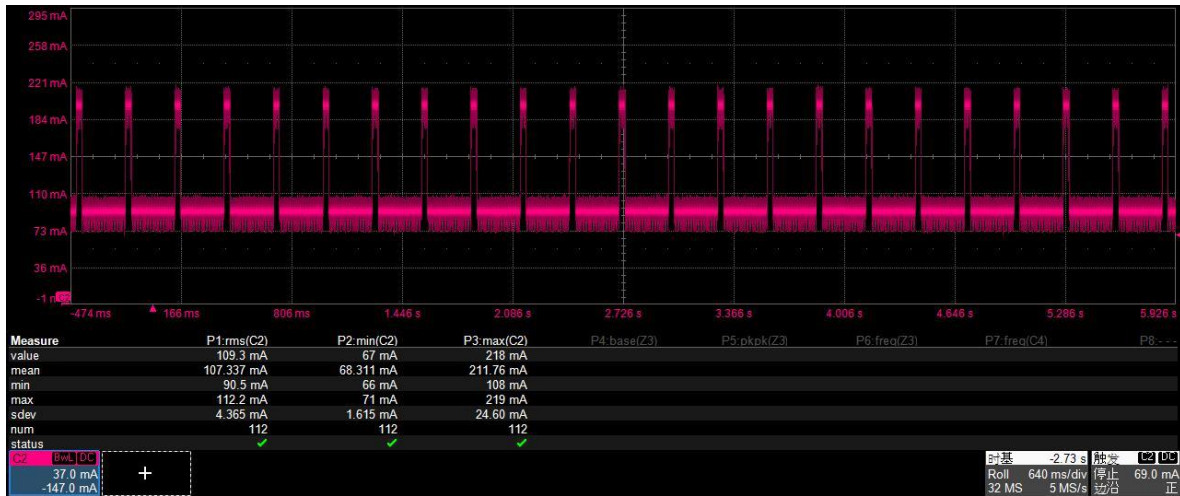 295 mA
258 mA
221 mA
184 mA
147 mA
110 mA
73 mA
36 mA
-474 ms 166 ms 806 ms 1.446 s 2.086 s 2.726 s 3.366 s 4.006 s 4.646 s 5.286 s 5.926 s
Measure P1:rms(C2) P2:min(C2) P3:max(C2) P4:base(Z3) P5:pkpk(Z3) P6:freq(Z3) P7:freq(C4) P8:- - -
value 109.3 mA 67 mA 218 mA
mean 107.337 mA 68.311 mA 211.76 mA
min 90.5 mA 66 mA 108 mA
max 112.2 mA 71 mA 219 mA
sdev 4.365 mA 1.615 mA 24.60 mA
num 112 112 112
status
C2 BwL DC 时基 -2.73 s 触发 C2 DC
37.0 mA + Roll 640 ms/div 停止 69.0 mA
-147.0 mA 32 MS 5 MS/s 边沿 正